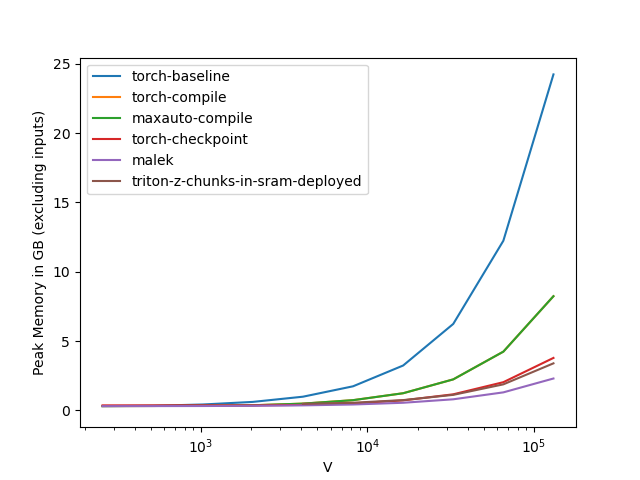 25
20
15
10
5
0
Peak Memory in GB (excluding inputs)
torch-baseline
torch-compile
maxauto-compile
torch-checkpoint
malek
triton-z-chunks-in-sram-deployed
10³
10⁴
10⁵
V